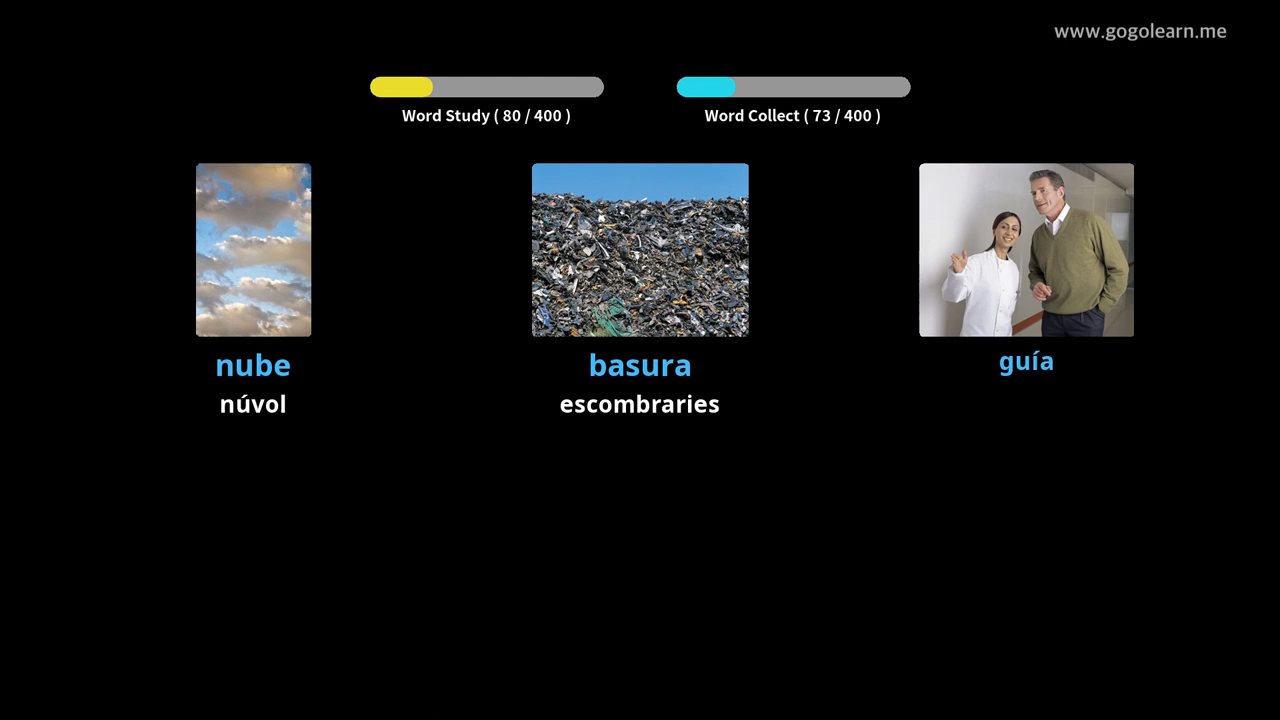 www.gogolearn.me
Word Study ( 80 / 400 )
Word Collect ( 73 / 400 )
nube
núvol
basura
escombraries
guía